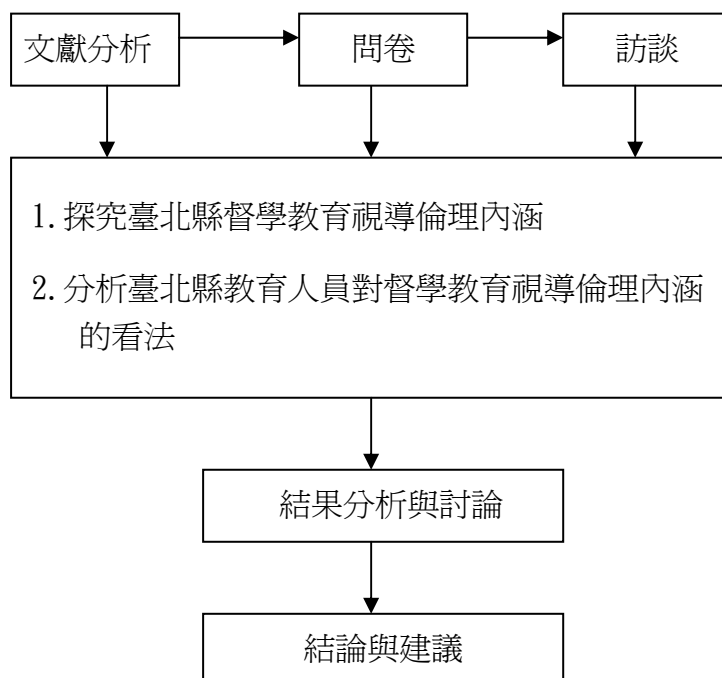 文獻分析
問卷
訪談
1.探究臺北縣督學教育視導倫理內涵
2.分析臺北縣教育人員對督學教育視導倫理內涵
的看法
結果分析與討論
結論與建議